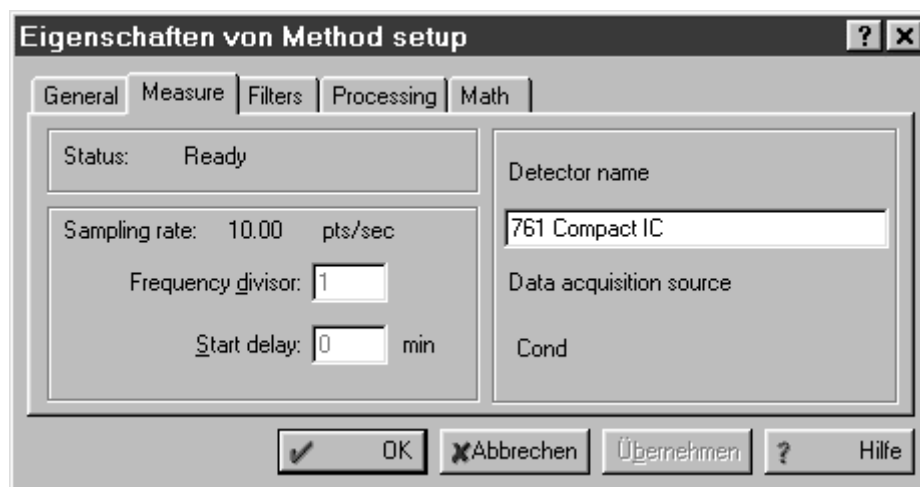 Eigenschaften von Method setup
? x
General Measure Filters Processing Math
Status: Ready
Sampling rate: 10.00 pts/sec
Frequency divisor: 1
Start delay: 0 min
Detector name
761 Compact IC
Data acquisition source
Cond
OK Abbrechen Übernehmen ? Hilfe